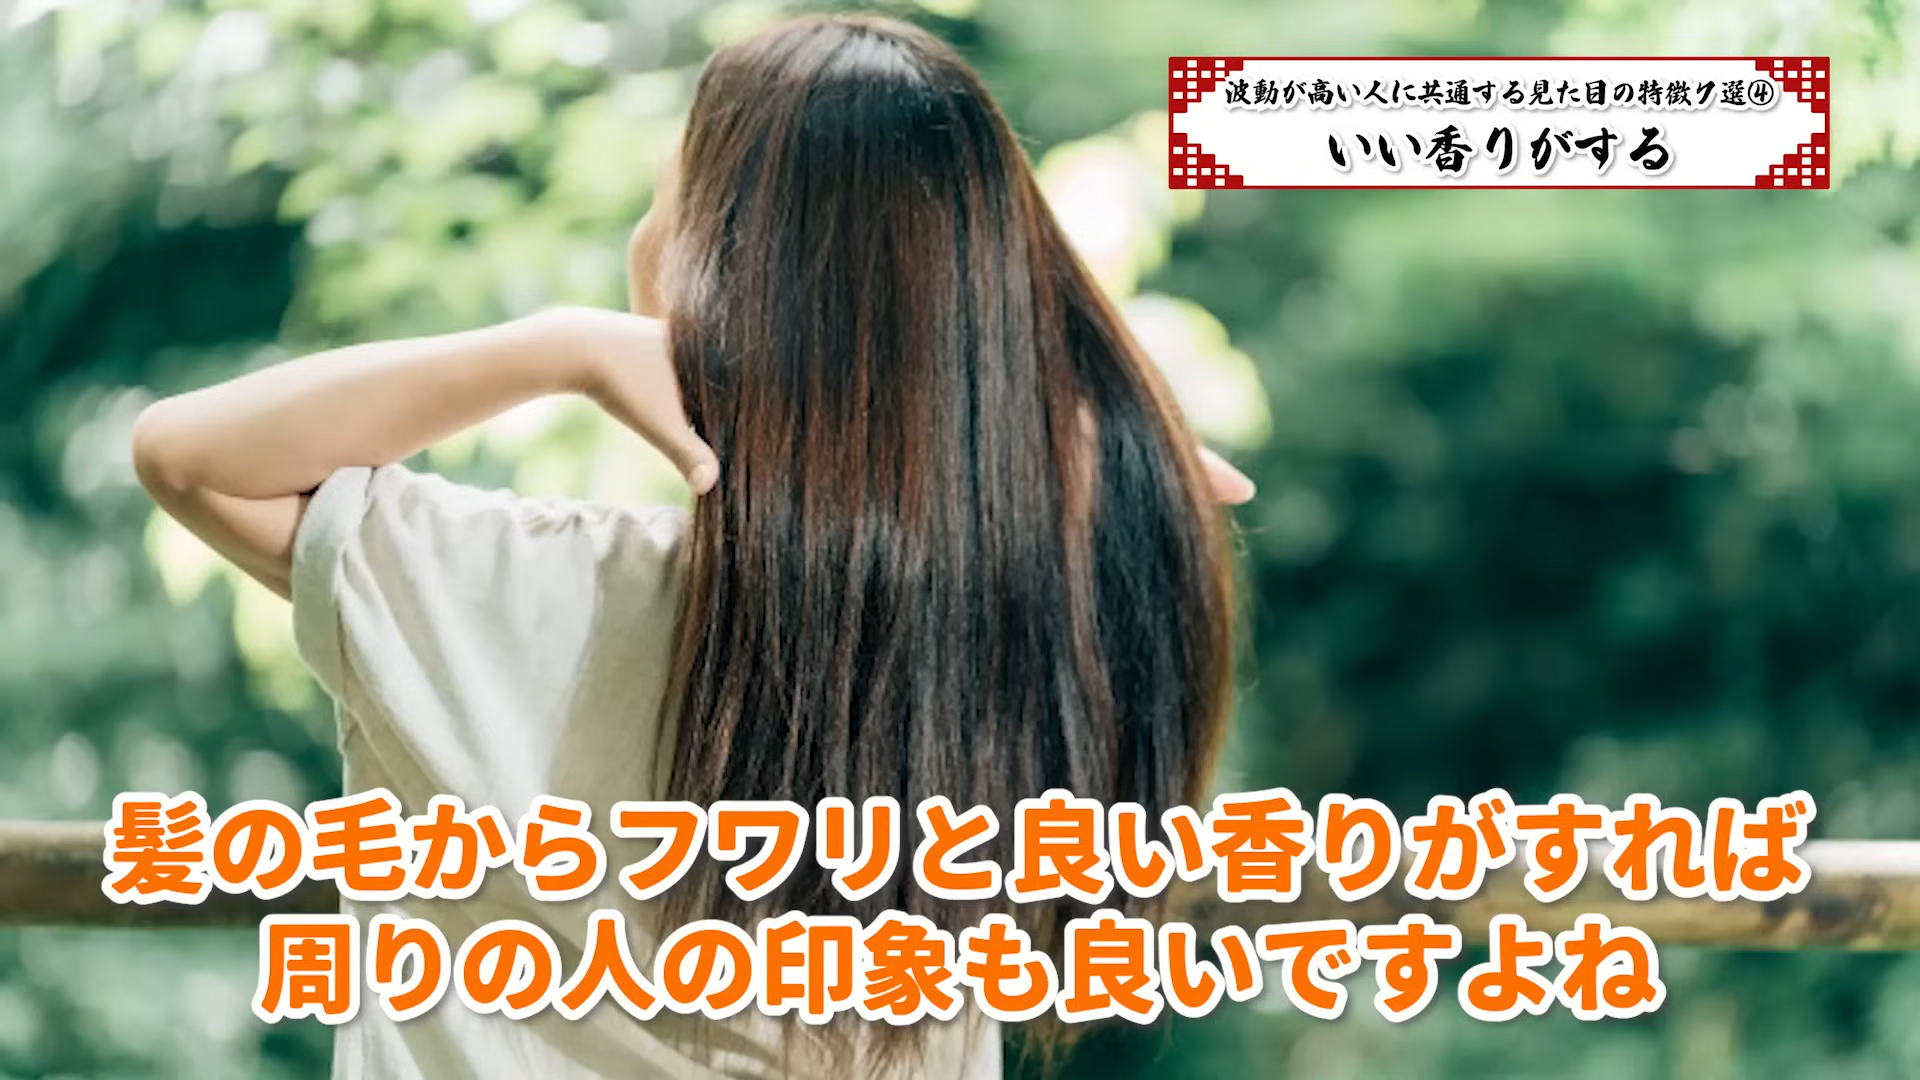 波動が高い人に共通する見た目の特徴7選④
いい香りがする
髪の毛からフワリと良い香りがすれば
周りの人の印象も良いですよね